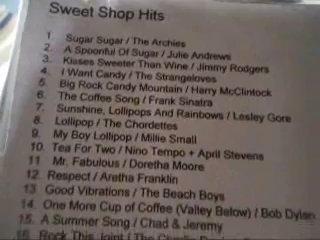 Sweet Shop Hits
1. Sugar Sugar / The Archies
2. A Spoonful Of Sugar / Julie Andrews
3. Kisses Sweeter Than Wine / Jimmy Rodgers
4. I Want Candy / The Strangeloves
5. Big Rock Candy Mountain / Harry McClintock
6. The Coffee Song / Frank Sinatra
7. Sunshine, Lollipops And Rainbows / Lesley Gore
8. Lollipop / The Chordettes
9. My Boy Lollipop / Millie Small
10. Tea For Two / Nino Tempo + April Stevens
11. Mr. Fabulous / Doretha Moore
12. Respect / Aretha Franklin
13 Good Vibrations / The Beach Boys
14. One More Cup of Coffee (Valley Below) / Bob Dylan
15. A Summer Song / Chad & Jeremy
16. Rock This Joint / The